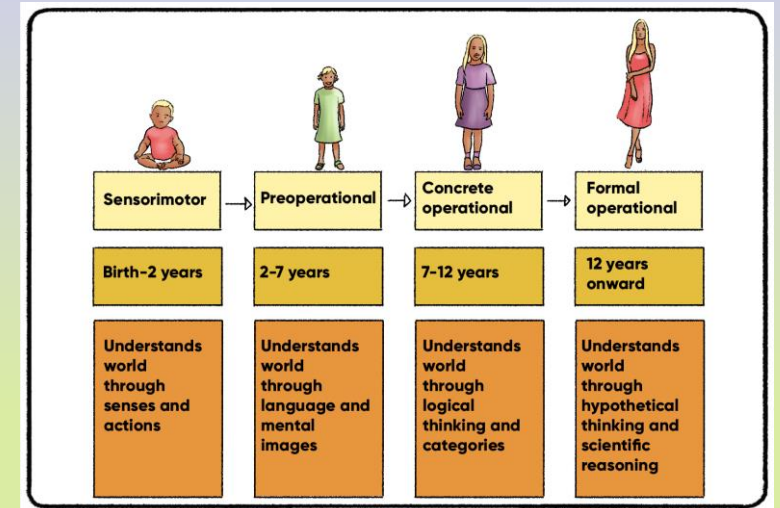 Sensorimotor
Preoperational
Concrete
operational
Formal
operational
Birth-2 years
2-7 years
7-12 years
12 years
onward
Understands
world
through
senses and
actions
Understands
world
through
language and
mental
images
Understands
world
through
logical
thinking and
categories
Understands
world
through
hypothetical
thinking and
scientific
reasoning